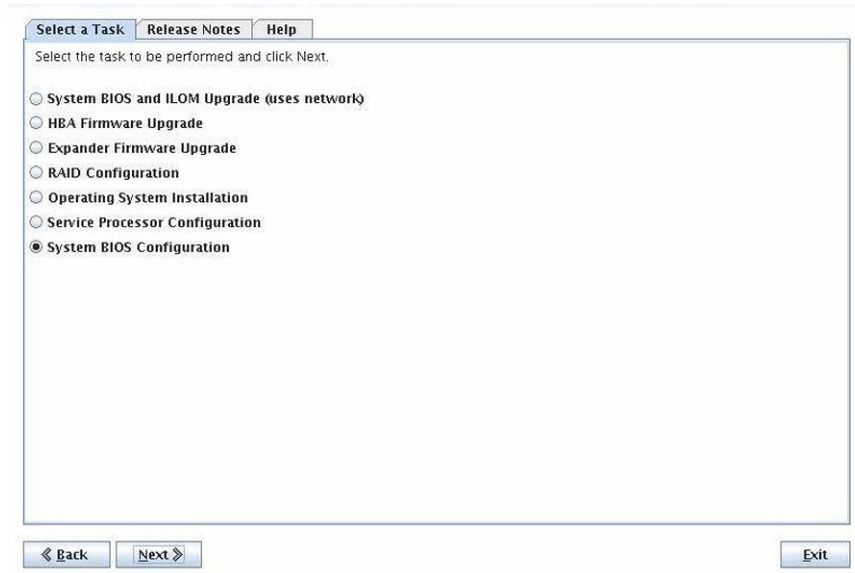 Select a Task Release Notes Help
Select the task to be performed and click Next.
System BIOS and ILOM Upgrade (uses network)
HBA Firmware Upgrade
Expander Firmware Upgrade
RAID Configuration
Operating System Installation
Service Processor Configuration
System BIOS Configuration
Back Next Exit